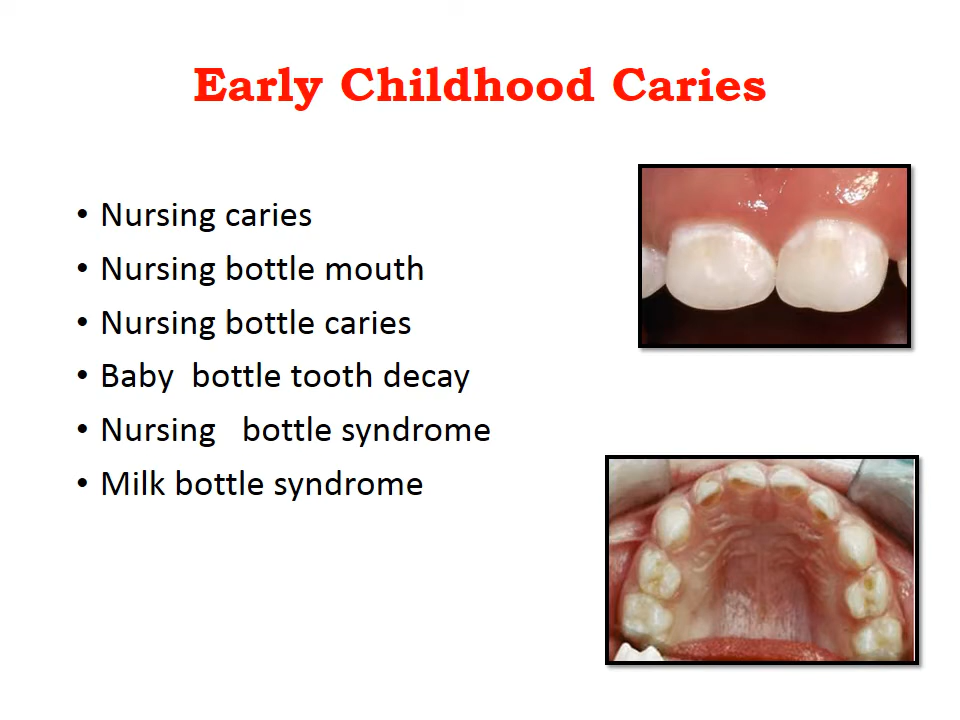 Early Childhood Caries
• Nursing caries
• Nursing bottle mouth
• Nursing bottle caries
• Baby  bottle tooth decay
• Nursing   bottle syndrome
• Milk bottle syndrome